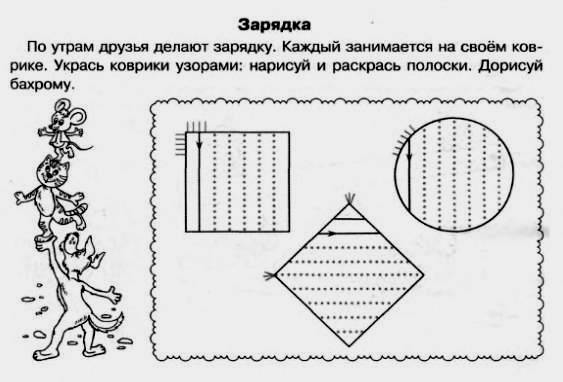 Зарядка
По утрам друзья делают зарядку. Каждый занимается на своём ков-
рике. Укрась коврики узорами: нарисуй и раскрась полоски. Дорисуй
бахрому.